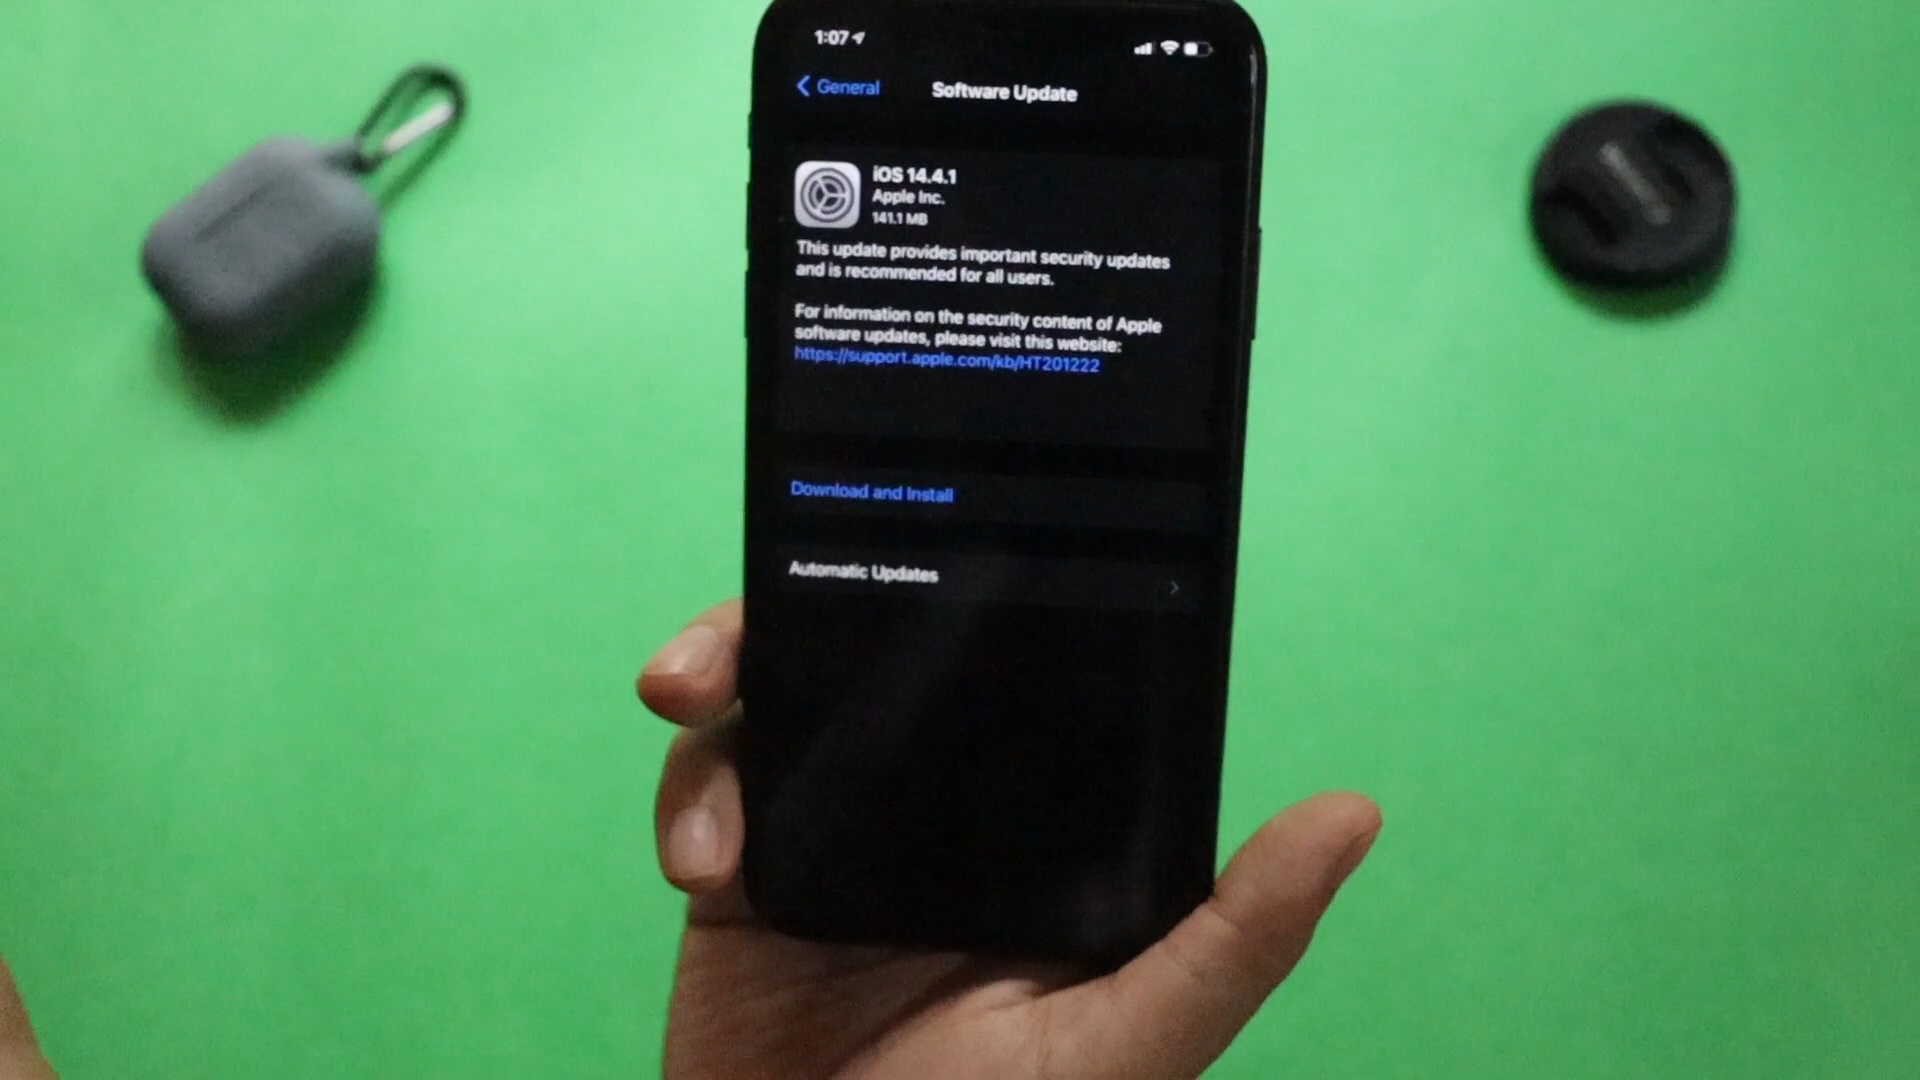 1:07
General
Software Update
iOS 14.4.1
Apple Inc.
141.1 MB
This update provides important security updates
and is recommended for all users.
For information on the security content of Apple
software updates, please visit this website:
https://support.apple.com/kb/HT201222
Download and Install
Automatic Updates